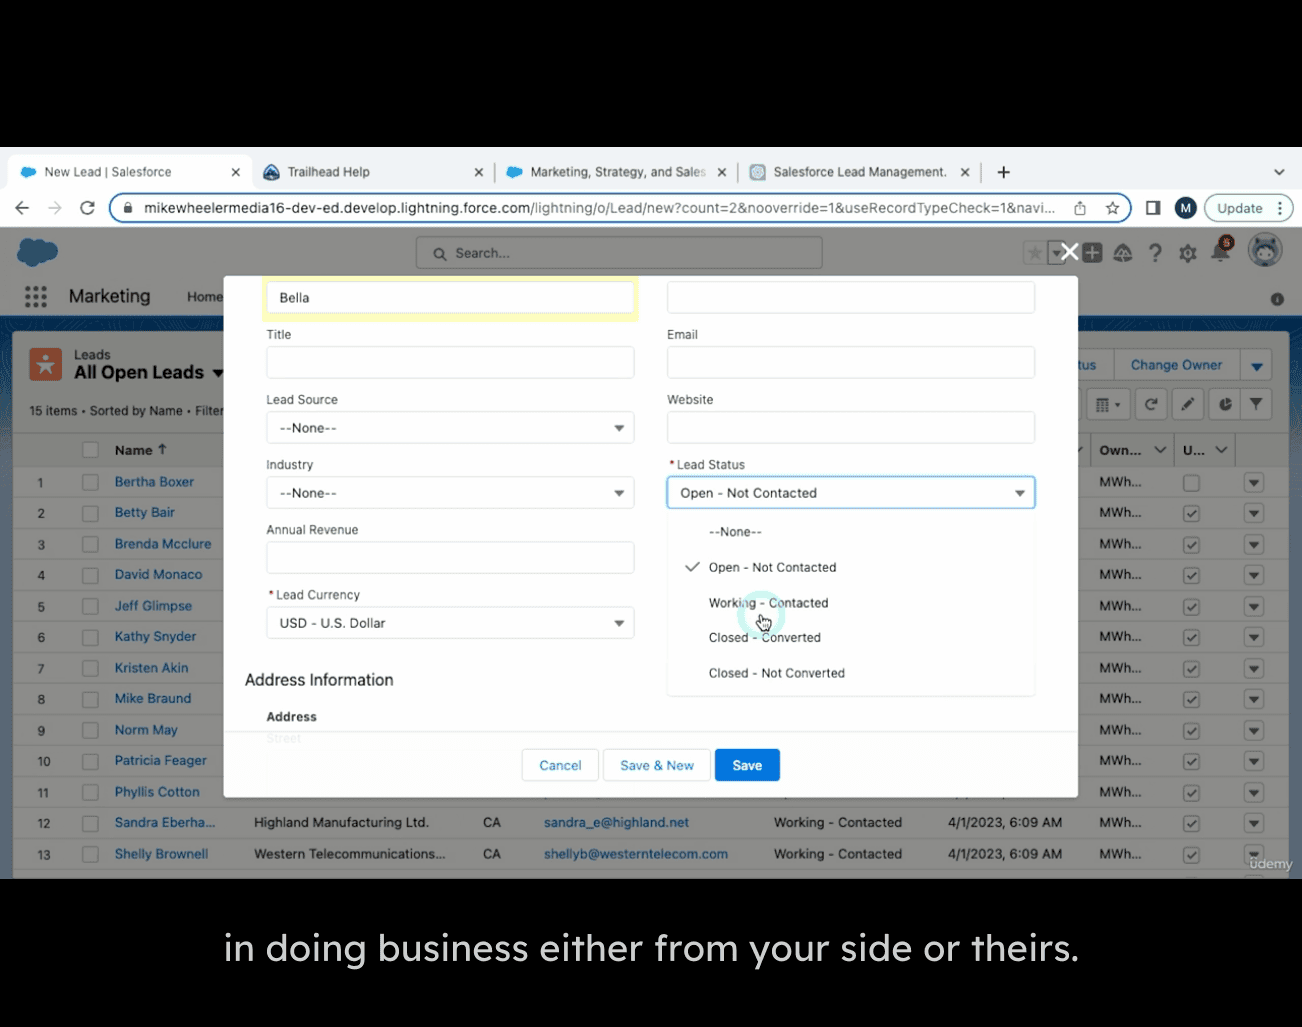 New Lead | Salesforce
Trailhead Help
Marketing, Strategy, and Sales
Salesforce Lead Management.
mikewheelermedia16-dev-ed.develop.lightning.force.com/lightning/o/Lead/new?count=2&nooverride=1&useRecordTypeCheck=1&navi...
M
Update
Search...
8
Marketing
Home
Bella
Title
Email
Leads
All Open Leads
tus
Change Owner
15 items • Sorted by Name • Filter
Lead Source
Website
--None--
Name
Own...
U...
Industry
* Lead Status
--None--
Open - Not Contacted
Annual Revenue
--None--
Open - Not Contacted
Working - Contacted
Closed - Converted
Closed - Not Converted
* Lead Currency
USD - U.S. Dollar
Address Information
Address
Street
Cancel
Save & New
Save
1 Bertha Boxer MWh...
2 Betty Bair MWh...
3 Brenda Mcclure MWh...
4 David Monaco MWh...
5 Jeff Glimpse MWh...
6 Kathy Snyder MWh...
7 Kristen Akin MWh...
8 Mike Braund MWh...
9 Norm May MWh...
10 Patricia Feager MWh...
11 Phyllis Cotton MWh...
12 Sandra Eberha... Highland Manufacturing Ltd. CA sandra_e@highland.net Working - Contacted 4/1/2023, 6:09 AM MWh...
13 Shelly Brownell Western Telecommunications... CA shellyb@westerntelecom.com Working - Contacted 4/1/2023, 6:09 AM MWh...
ûdemy
in doing business either from your side or theirs.